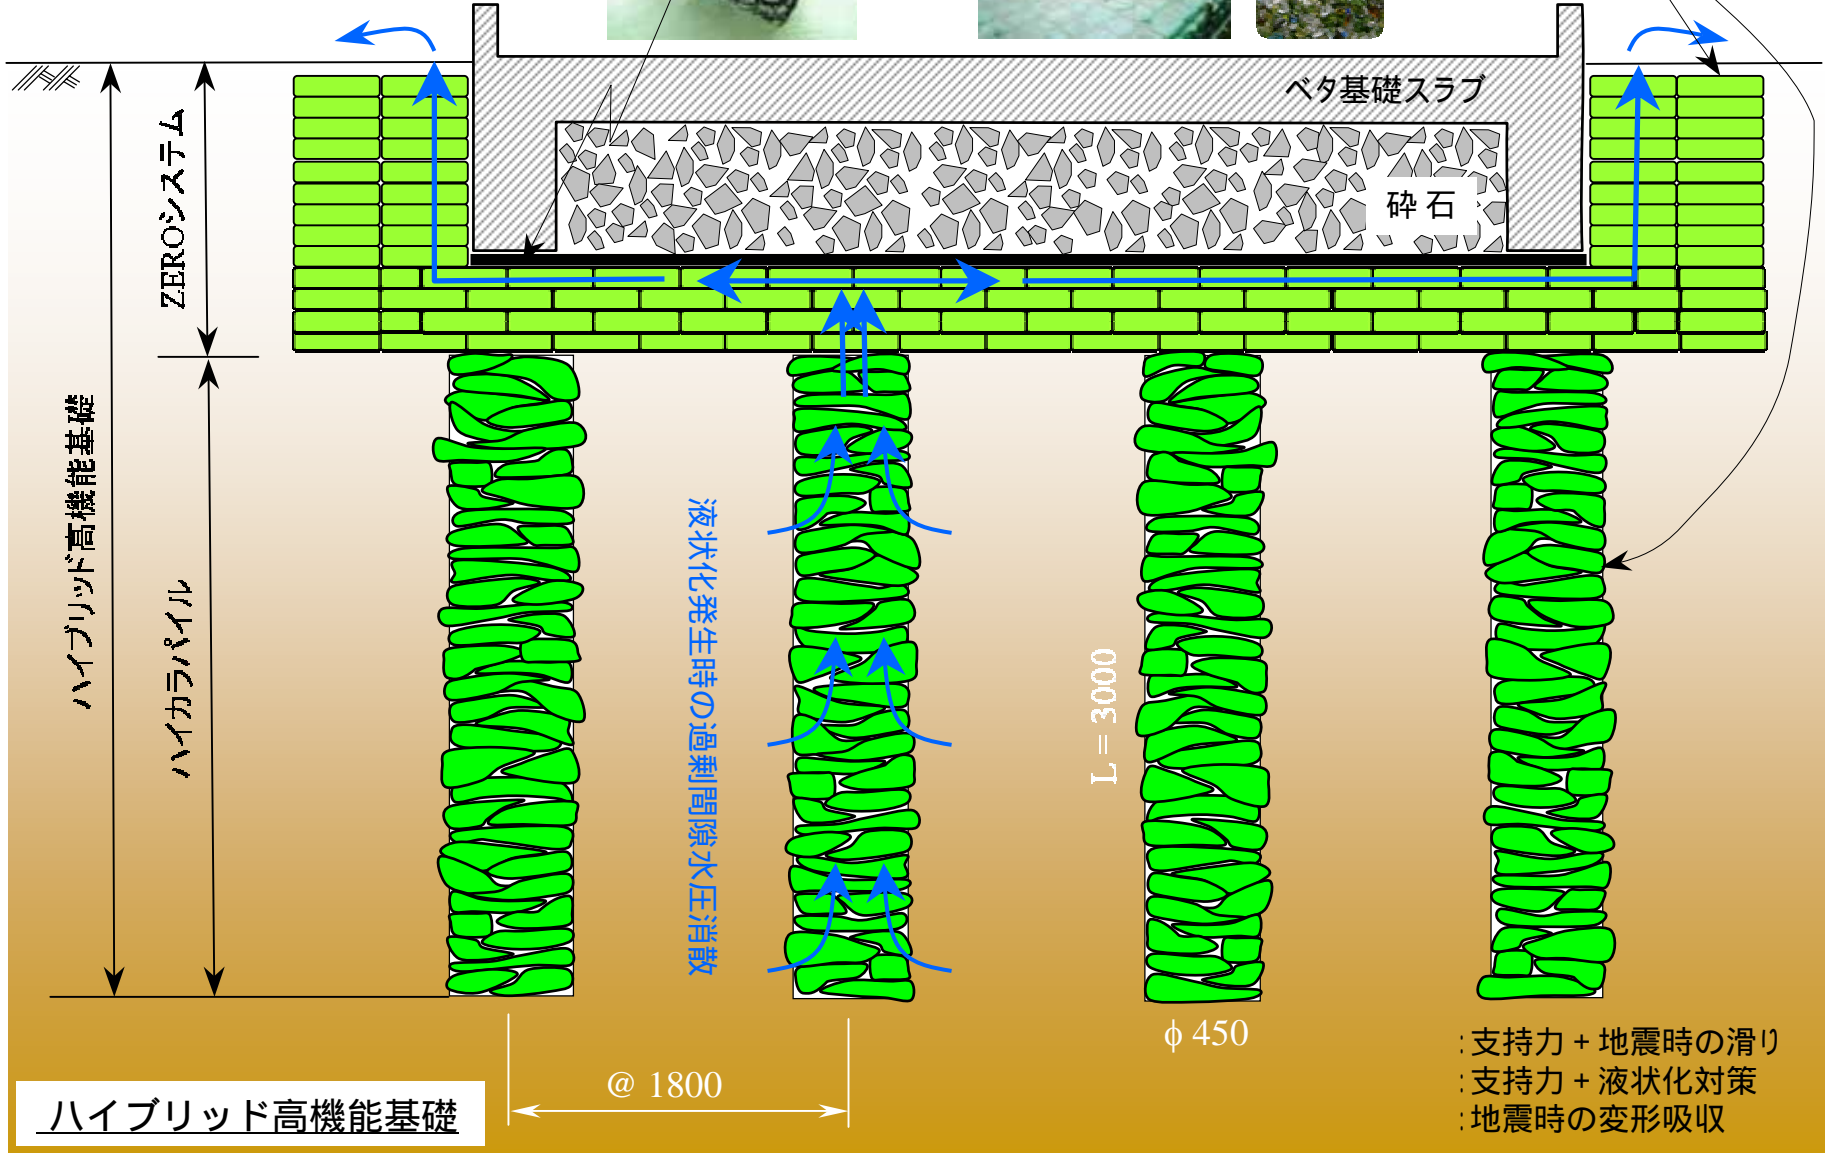 ベタ基礎スラブ
砕石
ZEROシステム
ハイブリッド高機能基礎
ハイカラパイル
液状化発生時の過剰間隙水圧消散
L = 3000
φ 450
@ 1800
:支持力 + 地震時の滑り
:支持力 + 液状化対策
:地震時の変形吸収
ハイブリッド高機能基礎